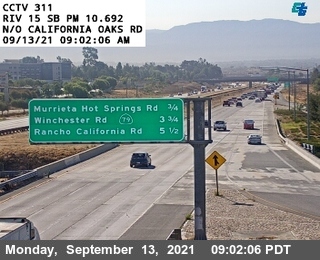 CCTV 311
RIV 15 SB PM 10.692
N/O CALIFORNIA OAKS RD
09/13/21 09:02:06 AM
Murrieta Hot Springs Rd 3/4
Winchester Rd 79 3 3/4
Rancho California Rd 5 1/2
Monday, September 13, 2021 09:02:06 PDT